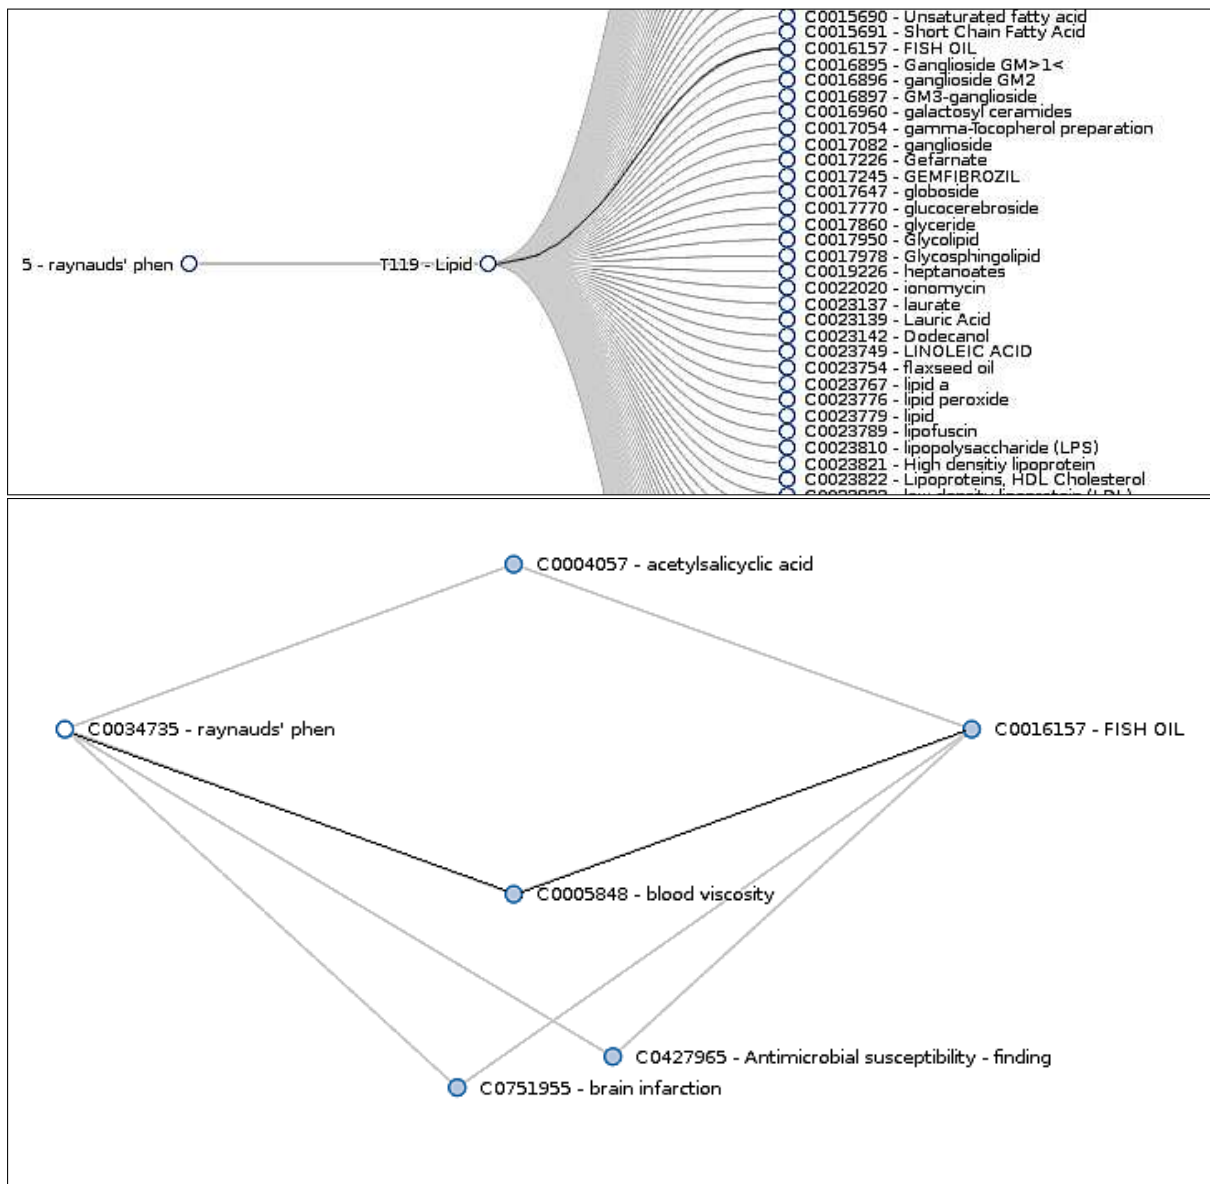 C0015690 - Unsaturated fatty acid
C0015691 - Short Chain Fatty Acid
C0016157 - FISH OIL
C0016895 - Ganglioside GM>1<
C0016896 - ganglioside GM2
C0016897 - GM3-ganglioside
C0016960 - galactosyl ceramides
C0017054 - gamma-Tocopherol preparation
C0017082 - ganglioside
C0017226 - Gefarnate
C0017245 - GEMFIBROZIL
C0017647 - globoside
C0017770 - glucocerebroside
C0017860 - glyceride
C0017950 - Glycolipid
C0017978 - Glycosphingolipid
5 - raynauds' phen
T119 - Lipid
C0019226 - heptanoates
C0022020 - ionomycin
C0023137 - laurate
C0023139 - Lauric Acid
C0023142 - Dodecanol
C0023749 - LINOLEIC ACID
C0023754 - flaxseed oil
C0023767 - lipid a
C0023776 - lipid peroxide
C0023779 - lipid
C0023789 - lipofuscin
C0023810 - lipopolysaccharide (LPS)
C0023821 - High densitiy lipoprotein
C0023822 - Lipoproteins, HDL Cholesterol
C0004057 - acetylsalicyclic acid
C0034735 - raynauds' phen
C0016157 - FISH OIL
C0005848 - blood viscosity
C0427965 - Antimicrobial susceptibility - finding
C0751955 - brain infarction